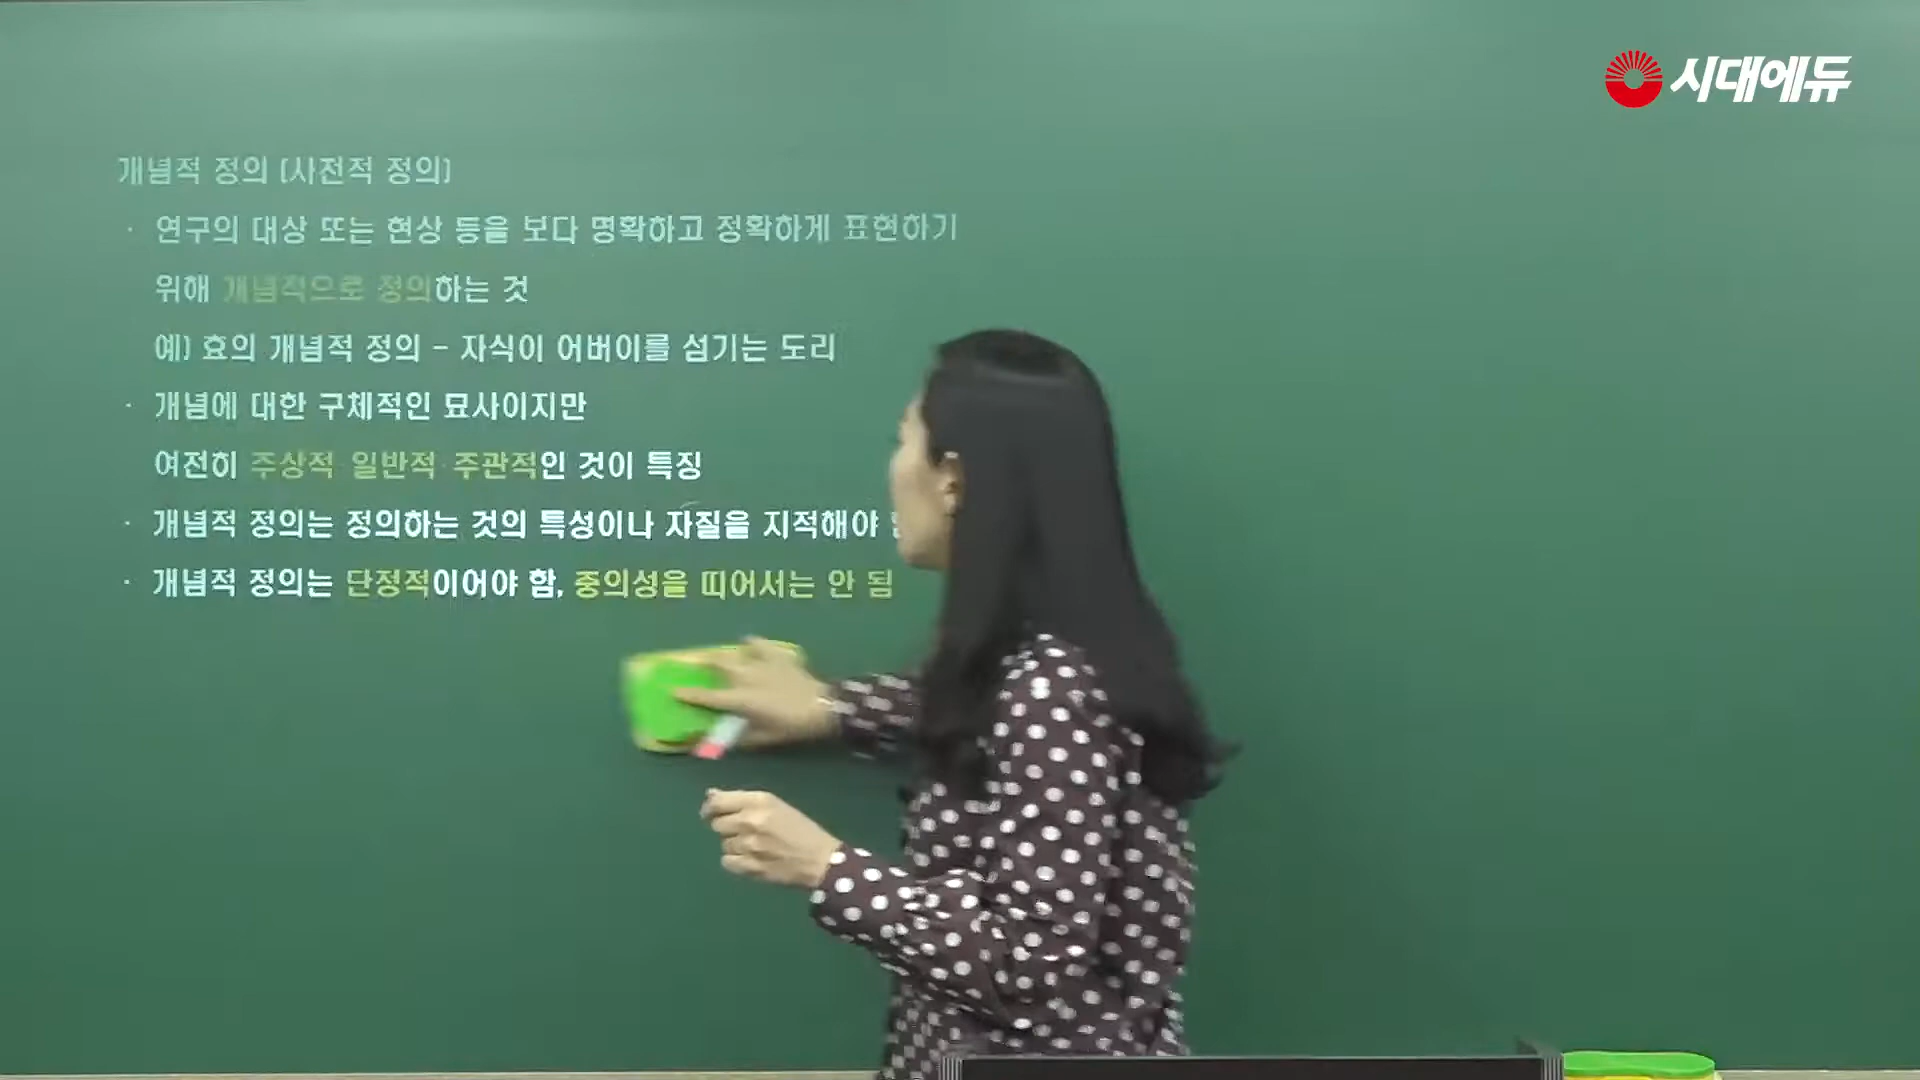 시대에듀
개념적 정의 (사전적 정의)
· 연구의 대상 또는 현상 등을 보다 명확하고 정확하게 표현하기
위해 개념적으로 정의하는 것
예) 효의 개념적 정의 - 자식이 어버이를 섬기는 도리
· 개념에 대한 구체적인 묘사이지만
여전히 추상적·일반적·주관적인 것이 특징
· 개념적 정의는 정의하는 것의 특성이나 자질을 지적해야
· 개념적 정의는 단정적이어야 함, 중의성을 띠어서는 안 됨